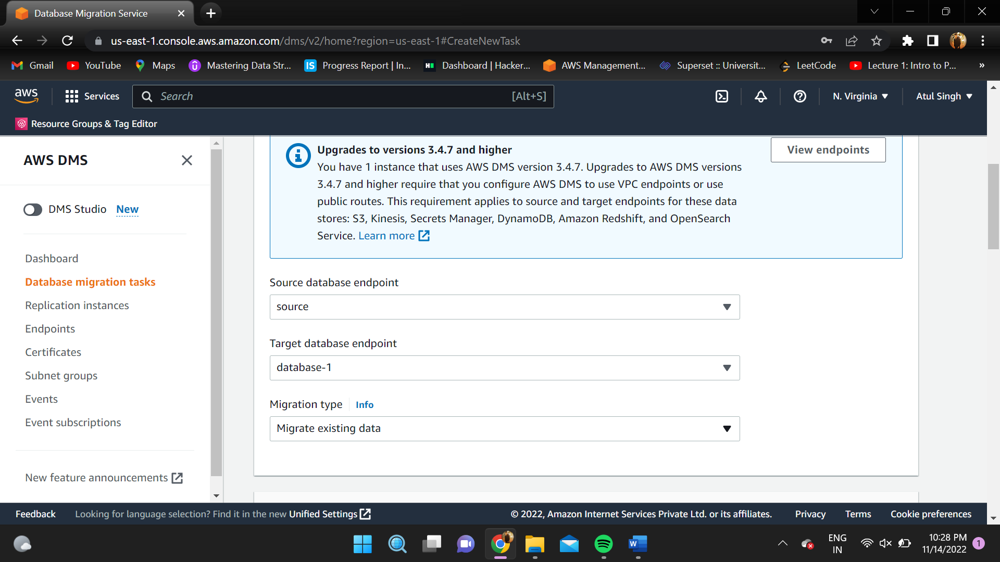 Database Migration Service
us-east-1.console.aws.amazon.com/dms/v2/home?region=us-east-1#CreateNewTask
Gmail
YouTube
Maps
Mastering Data Str...
IS
Progress Report | In...
Dashboard | Hacker...
AWS Management...
Superset :: Universit...
LeetCode
Lecture 1: Intro to P...
»
aws
Services
Search
[Alt+S]
N. Virginia
Atul Singh
Resource Groups & Tag Editor
AWS DMS
DMS Studio New
Dashboard
Database migration tasks
Replication instances
Endpoints
Certificates
Subnet groups
Events
Event subscriptions
New feature announcements
Upgrades to versions 3.4.7 and higher
View endpoints
You have 1 instance that uses AWS DMS version 3.4.7. Upgrades to AWS DMS versions
3.4.7 and higher require that you configure AWS DMS to use VPC endpoints or use
public routes. This requirement applies to source and target endpoints for these data
stores: S3, Kinesis, Secrets Manager, DynamoDB, Amazon Redshift, and OpenSearch
Service. Learn more
Source database endpoint
source
Target database endpoint
database-1
Migration type Info
Migrate existing data
Feedback
Looking for language selection? Find it in the new Unified Settings
© 2022, Amazon Internet Services Private Ltd. or its affiliates.
Privacy
Terms
Cookie preferences
W
ENG
IN
10:28 PM
11/14/2022
1